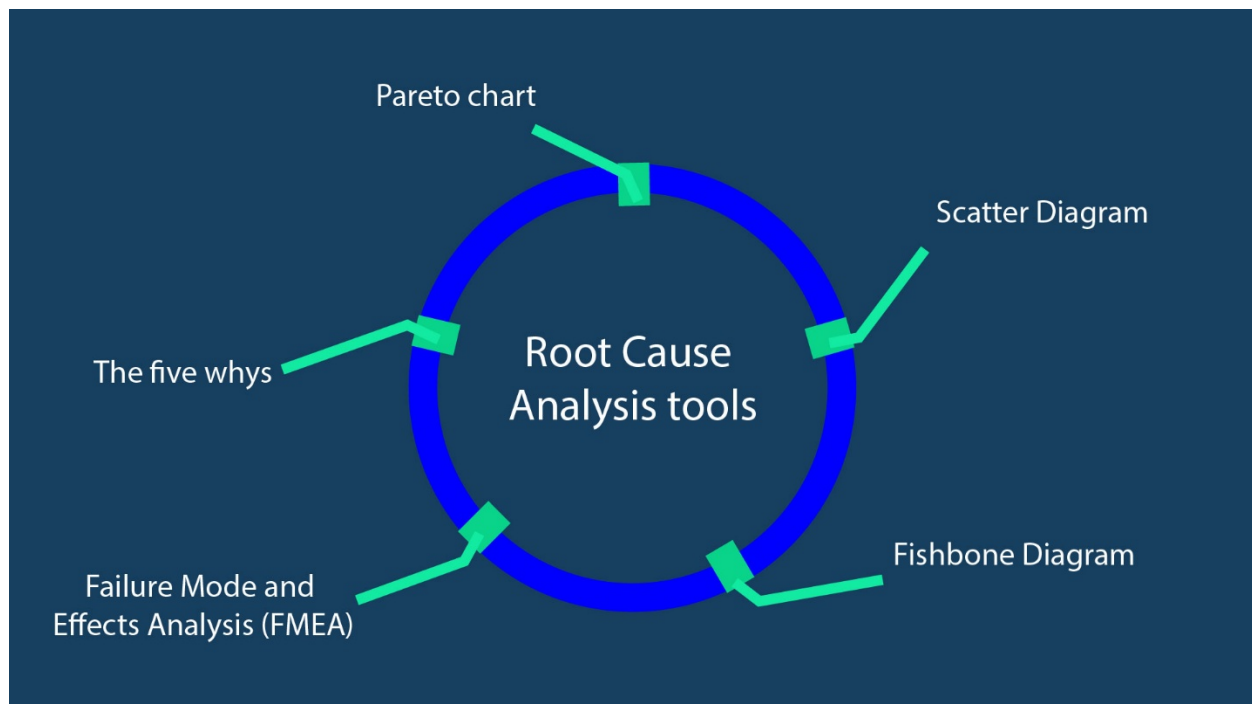 Pareto chart
Scatter Diagram
Root Cause
Analysis tools
The five whys
Fishbone Diagram
Failure Mode and
Effects Analysis (FMEA)